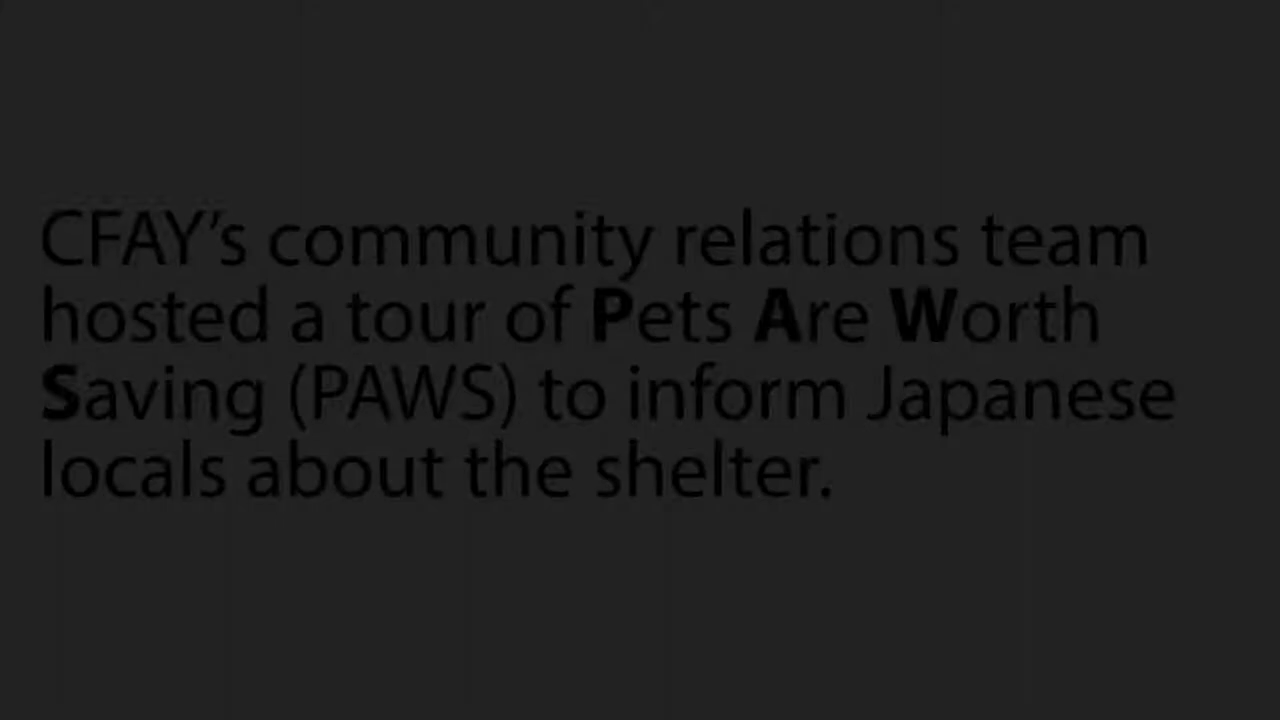 CFAY’s community relations team
hosted a tour of Pets Are Worth
Saving (PAWS) to inform Japanese
locals about the shelter.